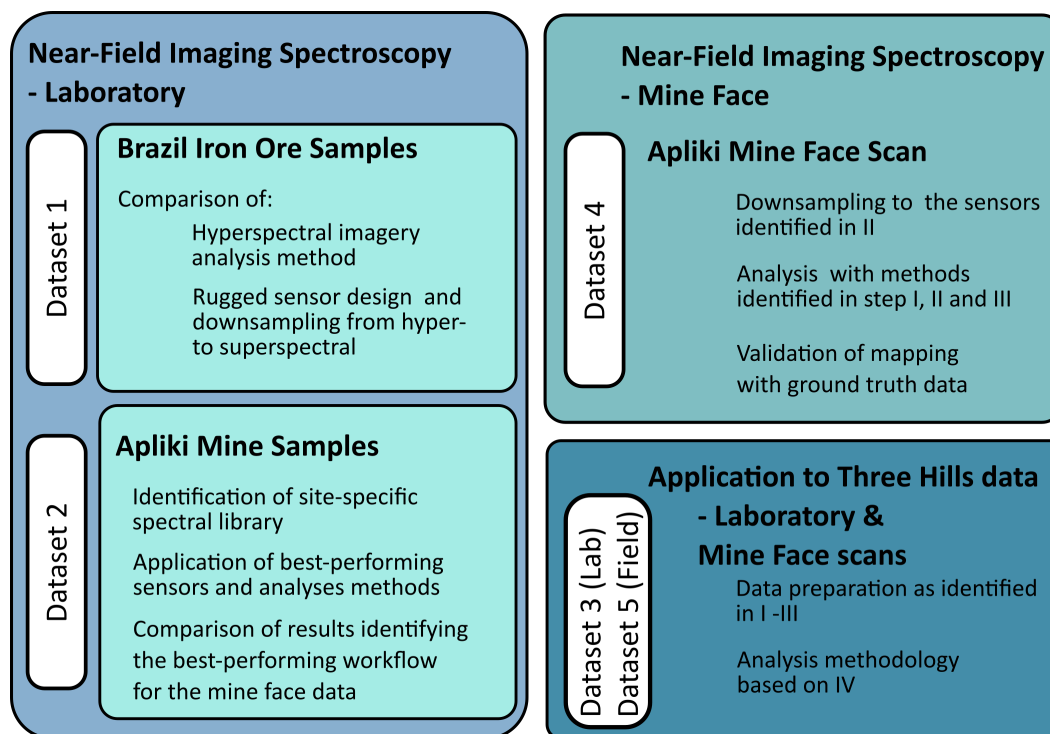 Near-Field Imaging Spectroscopy
- Laboratory
Dataset 1
Brazil Iron Ore Samples
Comparison of:
Hyperspectral imagery
analysis method
Rugged sensor design and
downsampling from hyper-
to superspectral
Dataset 2
Apliki Mine Samples
Identification of site-specific
spectral library
Application of best-performing
sensors and analyses methods
Comparison of results identifying
the best-performing workflow
for the mine face data
Near-Field Imaging Spectroscopy
- Mine Face
Dataset 4
Apliki Mine Face Scan
Downsampling to the sensors
identified in II
Analysis with methods
identified in step I, II and III
Validation of mapping
with ground truth data
Application to Three Hills data
- Laboratory &
Mine Face scans
Dataset 3 (Lab)
Dataset 5 (Field)
Data preparation as identified
in I -III
Analysis methodology
based on IV